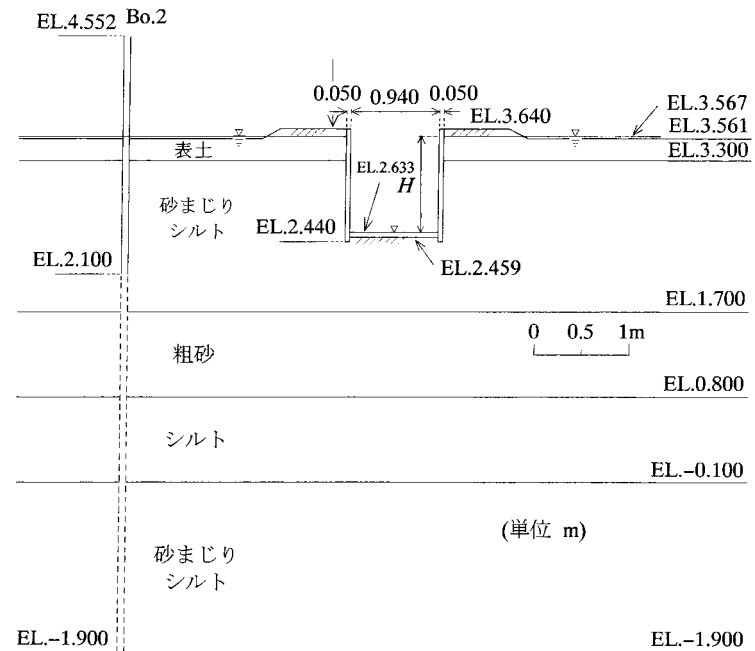 EL.4.552 Bo.2
0.050 0.940 0.050
EL.3.567
EL.3.640
EL.3.561
表土
EL.3.300
EL.2.633
H
砂まじり
シルト
EL.2.440
EL.2.100
EL.2.459
EL.1.700
0 0.5 1m
粗砂
EL.0.800
シルト
EL.-0.100
(単位 m)
砂まじり
シルト
EL.-1.900
EL.-1.900